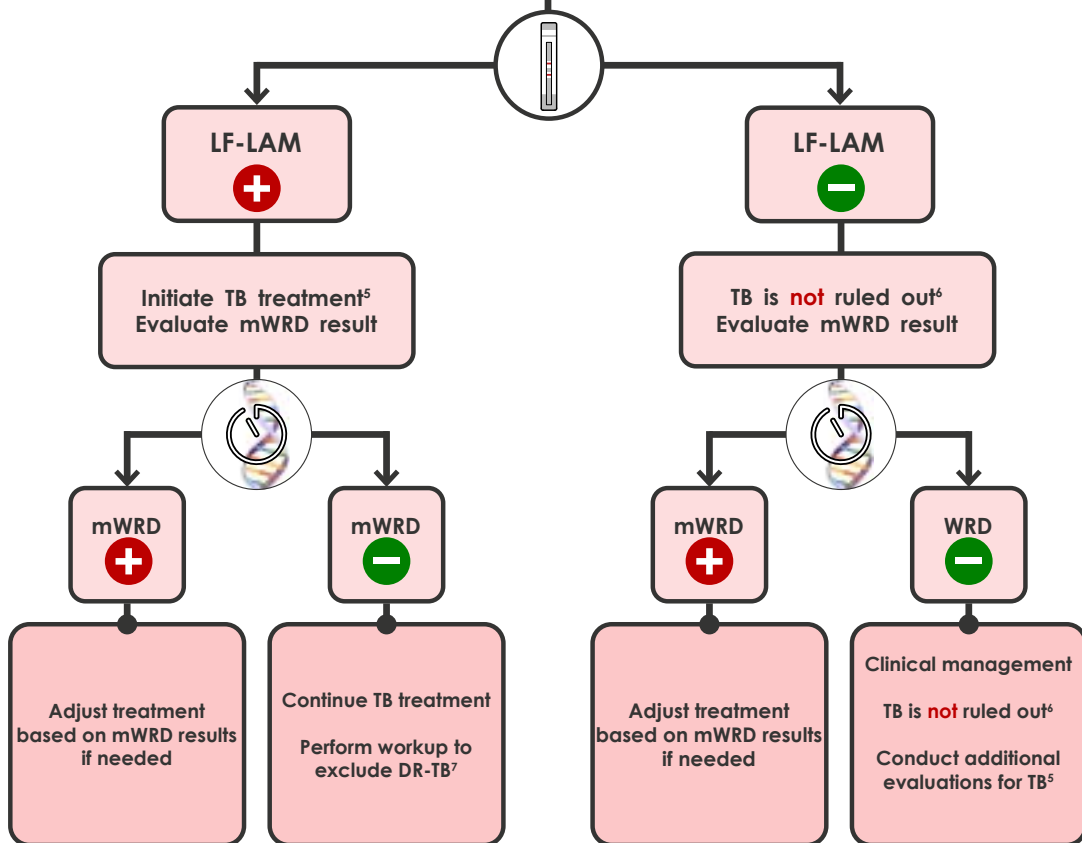 LF-LAM
LF-LAM
Initiate TB treatment⁵
Evaluate mWRD result
TB is not ruled out⁶
Evaluate mWRD result
mWRD
mWRD
mWRD
WRD
Adjust treatment
based on mWRD results
if needed
Continue TB treatment
Perform workup to
exclude DR-TB⁷
Adjust treatment
based on mWRD results
if needed
Clinical management
TB is not ruled out⁶
Conduct additional
evaluations for TB⁵